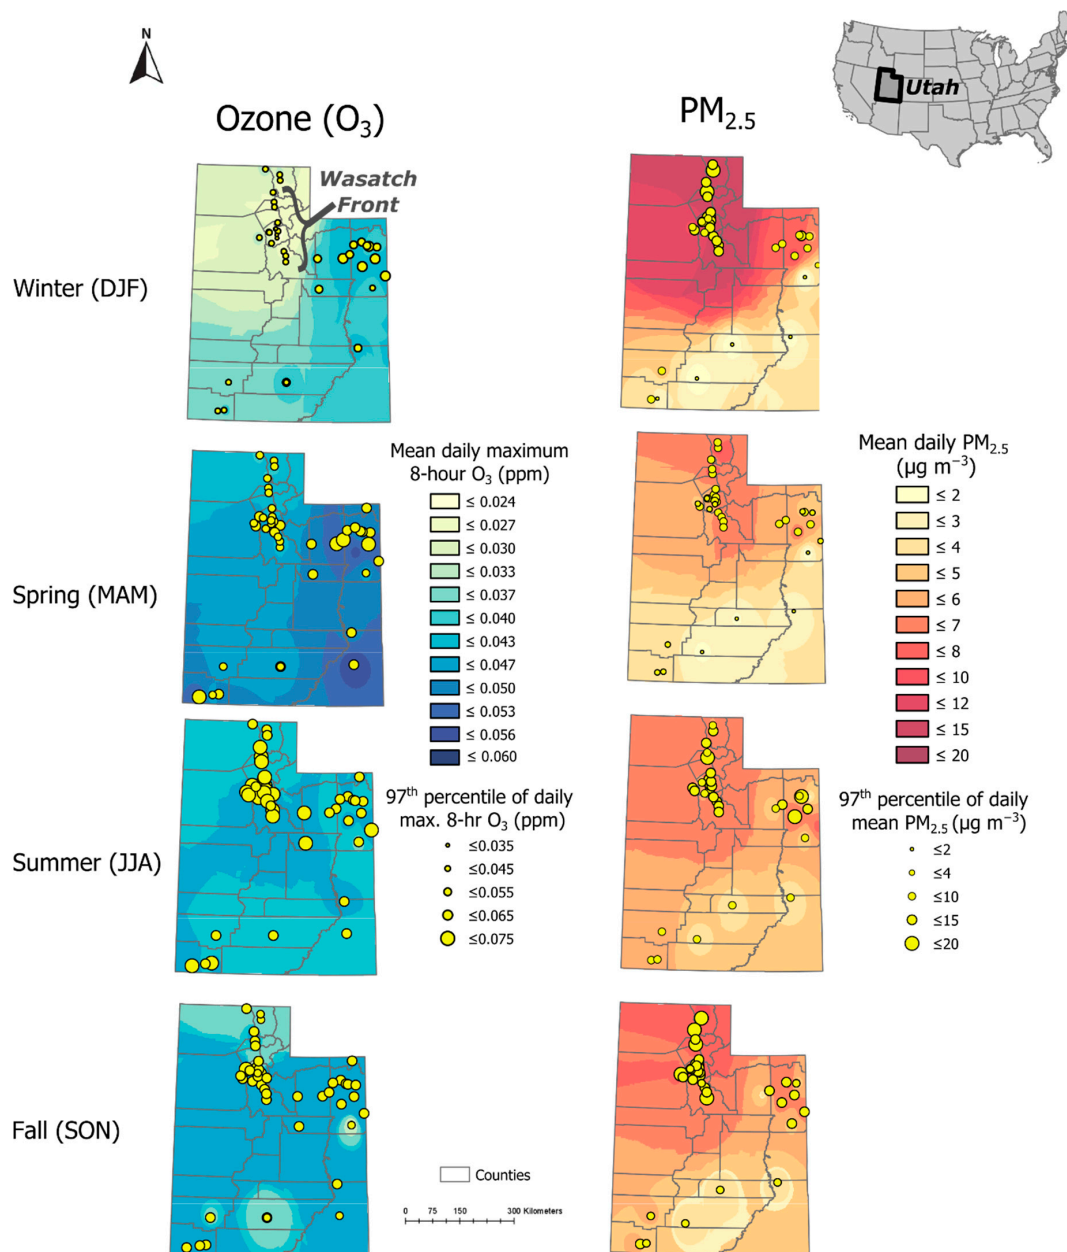 N
Utah
Ozone (O₃)
PM₂.₅
Wasatch
Front
Winter (DJF)
Spring (MAM)
Summer (JJA)
Fall (SON)
Mean daily maximum
8-hour O₃ (ppm)
≤ 0.024
≤ 0.027
≤ 0.030
≤ 0.033
≤ 0.037
≤ 0.040
≤ 0.043
≤ 0.047
≤ 0.050
≤ 0.053
≤ 0.056
≤ 0.060
97th percentile of daily
max. 8-hr O₃ (ppm)
≤0.035
≤0.045
≤0.055
≤0.065
≤0.075
Mean daily PM₂.₅
(µg m⁻³)
≤ 2
≤ 3
≤ 4
≤ 5
≤ 6
≤ 7
≤ 8
≤ 10
≤ 12
≤ 15
≤ 20
97th percentile of daily
mean PM₂.₅ (µg m⁻³)
≤2
≤4
≤10
≤15
≤20
Counties
0 75 150 300 Kilometers